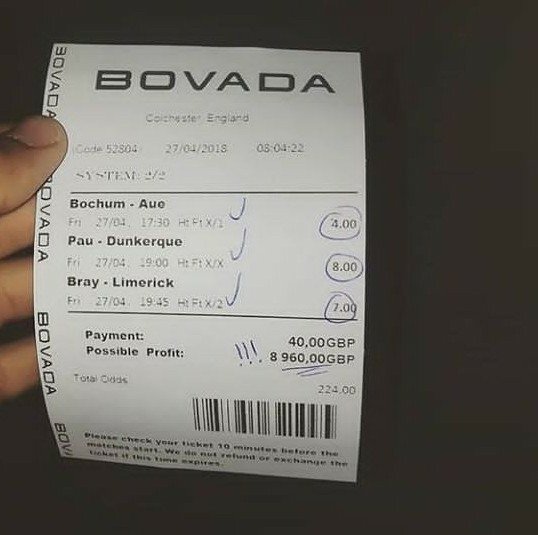 BOVADA
Colchester England
Code 52804 27/04/2018 08:04:22
SYSTEM: 2/2
Bochum - Aue
Fri 27/04. 17:30 Ht Ft X/1 4.00
Pau - Dunkerque
Fri 27/04. 19:00 Ht Ft X/X 8.00
Bray - Limerick
Fri 27/04. 19:45 Ht Ft X/2 7.00
Payment: 40,00GBP
Possible Profit: !!! 8 960,00GBP
Total Odds 224.00
Please check your ticket 10 minutes before the
matches start. We do not refund or exchange the
ticket if this time expires.
BOVADA
BOVADA
BOVADA
BOV